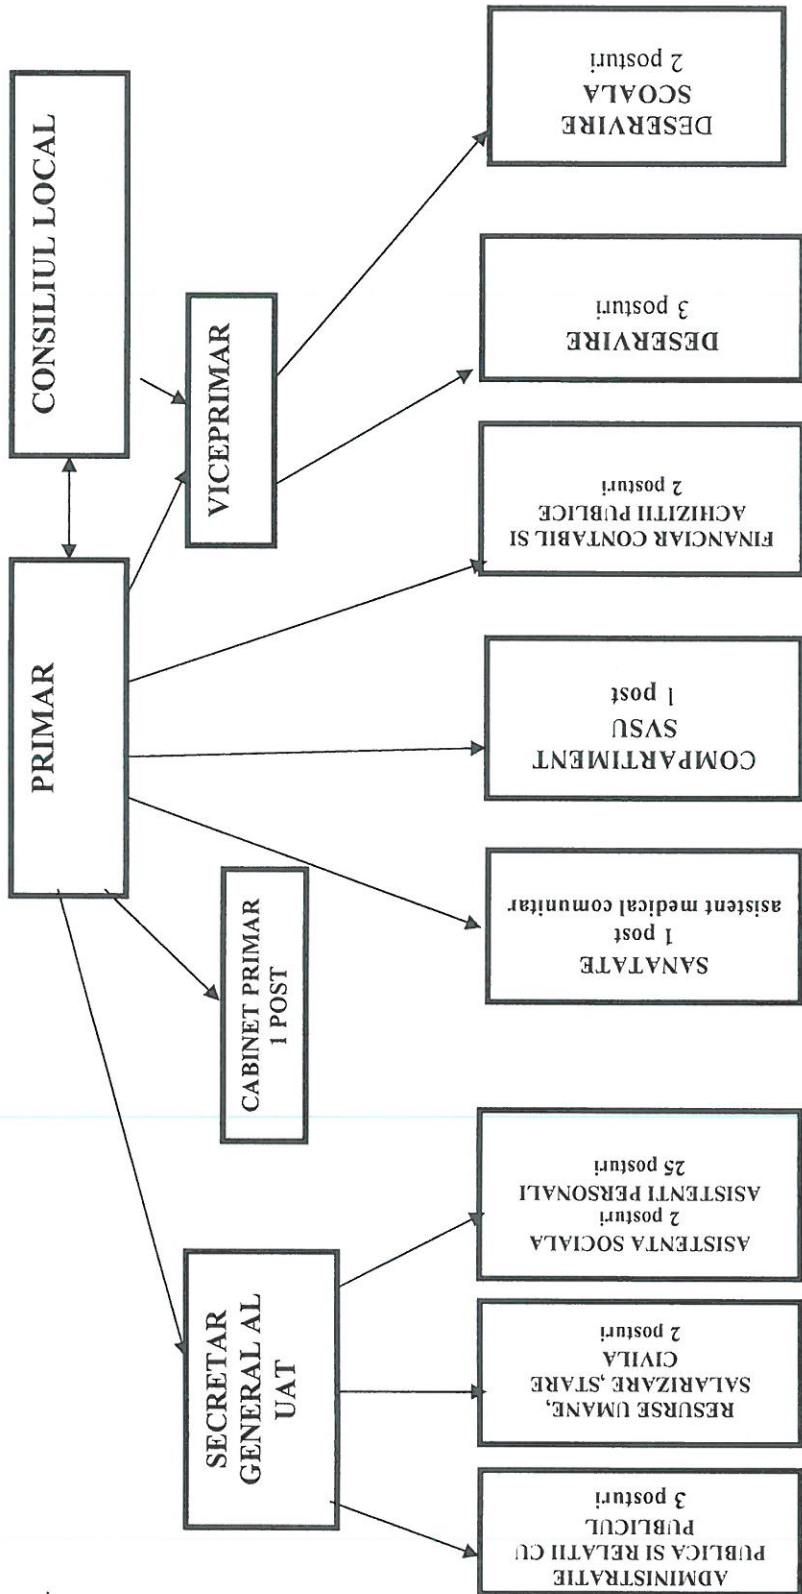 PRIMAR
CONSILIUL LOCAL
VICEPRIMAR
CABINET PRIMAR
1 POST
SECRETAR
GENERAL AL
UAT
ADMINISTRATIE
PUBLICA SI RELATII CU
PUBLICUL
3 posturi
RESURSE UMANE,
SALARIZARE ,STARE
CIVILA
2 posturi
ASISTENTA SOCIALA
2 posturi
ASISTENTI PERSONALI
25 posturi
SANATATE
1 post
asistent medical comunitar
COMPARTIMENT
SVSU
1 post
FINANCIAR CONTABIL SI
ACHIZITII PUBLICE
2 posturi
DESERVIRE
3 posturi
DESERVIRE
SCOALA
2 posturi